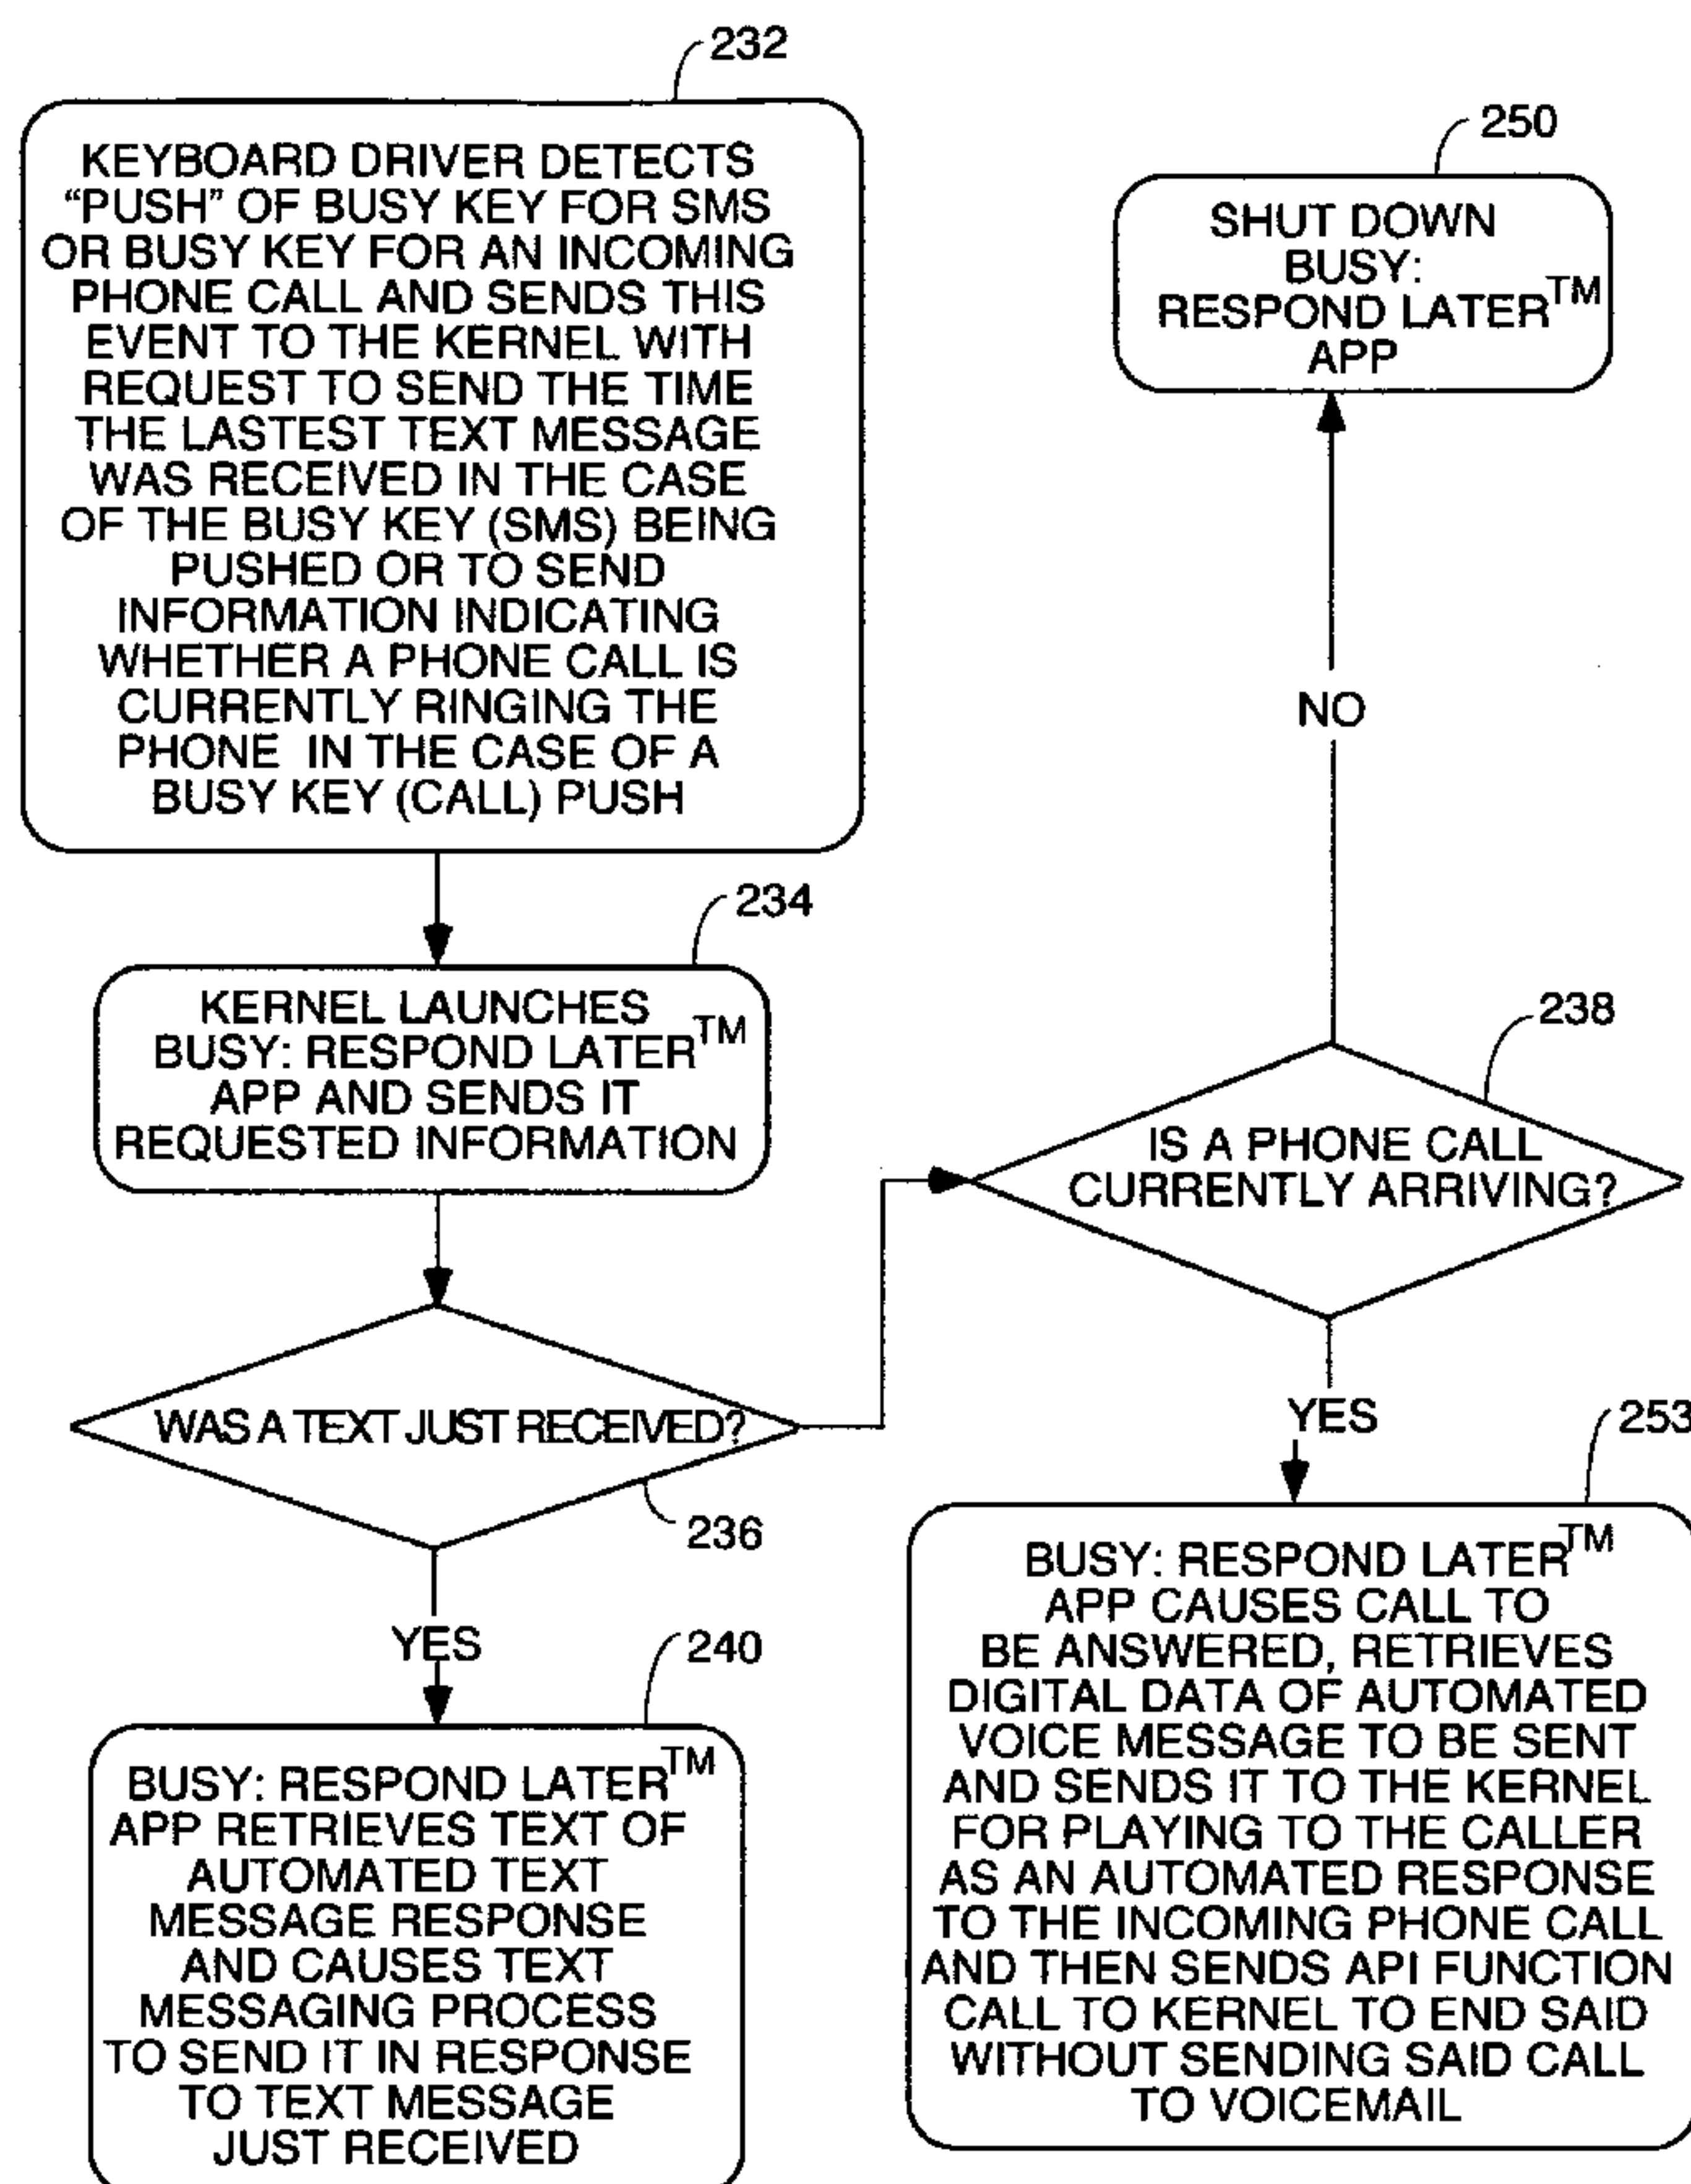 232
KEYBOARD DRIVER DETECTS
“PUSH” OF BUSY KEY FOR SMS
OR BUSY KEY FOR AN INCOMING
PHONE CALL AND SENDS THIS
EVENT TO THE KERNEL WITH
REQUEST TO SEND THE TIME
THE LASTEST TEXT MESSAGE
WAS RECEIVED IN THE CASE
OF THE BUSY KEY (SMS) BEING
PUSHED OR TO SEND
INFORMATION INDICATING
WHETHER A PHONE CALL IS
CURRENTLY RINGING THE
PHONE IN THE CASE OF A
BUSY KEY (CALL) PUSH
234
KERNEL LAUNCHES
BUSY: RESPOND LATER™
APP AND SENDS IT
REQUESTED INFORMATION
WAS A TEXT JUST RECEIVED?
236
YES
240
BUSY: RESPOND LATER™
APP RETRIEVES TEXT OF
AUTOMATED TEXT
MESSAGE RESPONSE
AND CAUSES TEXT
MESSAGING PROCESS
TO SEND IT IN RESPONSE
TO TEXT MESSAGE
JUST RECEIVED
250
SHUT DOWN
BUSY:
RESPOND LATER™
APP
NO
238
IS A PHONE CALL
CURRENTLY ARRIVING?
YES
253
BUSY: RESPOND LATER™
APP CAUSES CALL TO
BE ANSWERED, RETRIEVES
DIGITAL DATA OF AUTOMATED
VOICE MESSAGE TO BE SENT
AND SENDS IT TO THE KERNEL
FOR PLAYING TO THE CALLER
AS AN AUTOMATED RESPONSE
TO THE INCOMING PHONE CALL
AND THEN SENDS API FUNCTION
CALL TO KERNEL TO END SAID
WITHOUT SENDING SAID CALL
TO VOICEMAIL